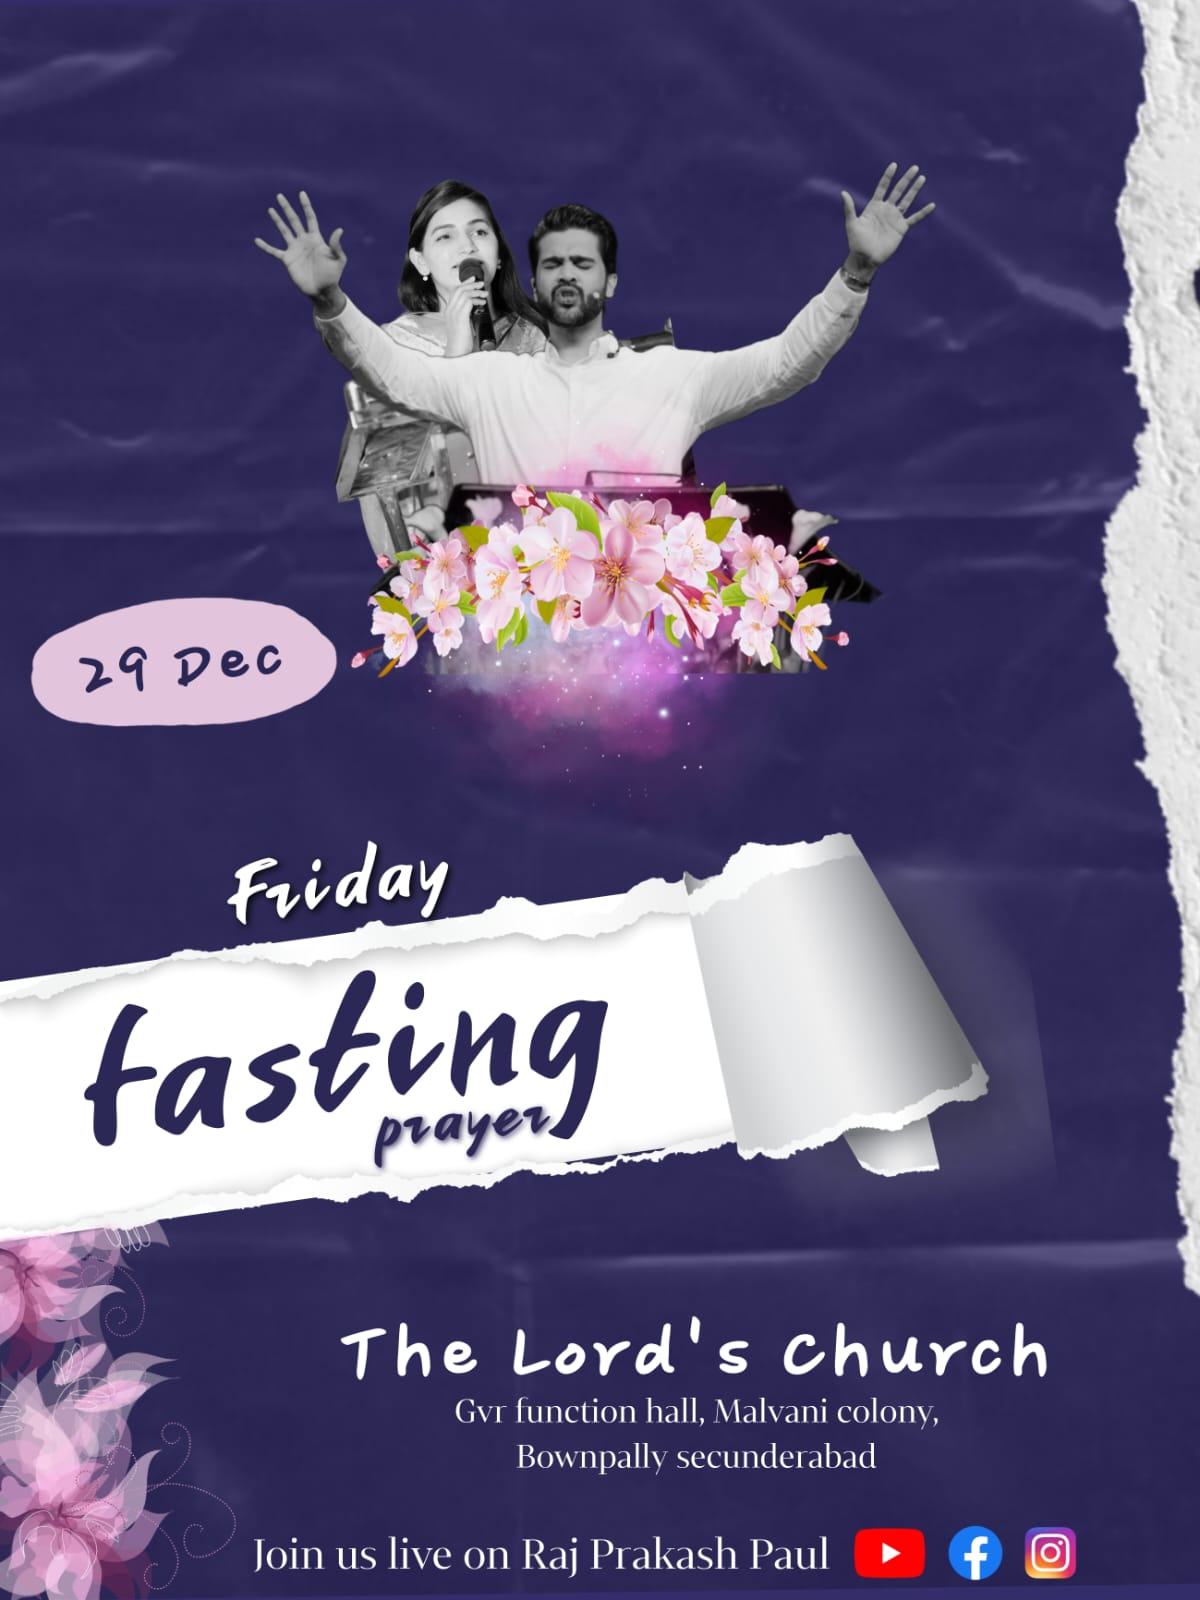 29 Dec
Friday
fasting
prayer
The Lord's Church
Gvr function hall, Malvani colony,
Bownpally secunderabad
Join us live on Raj Prakash Paul